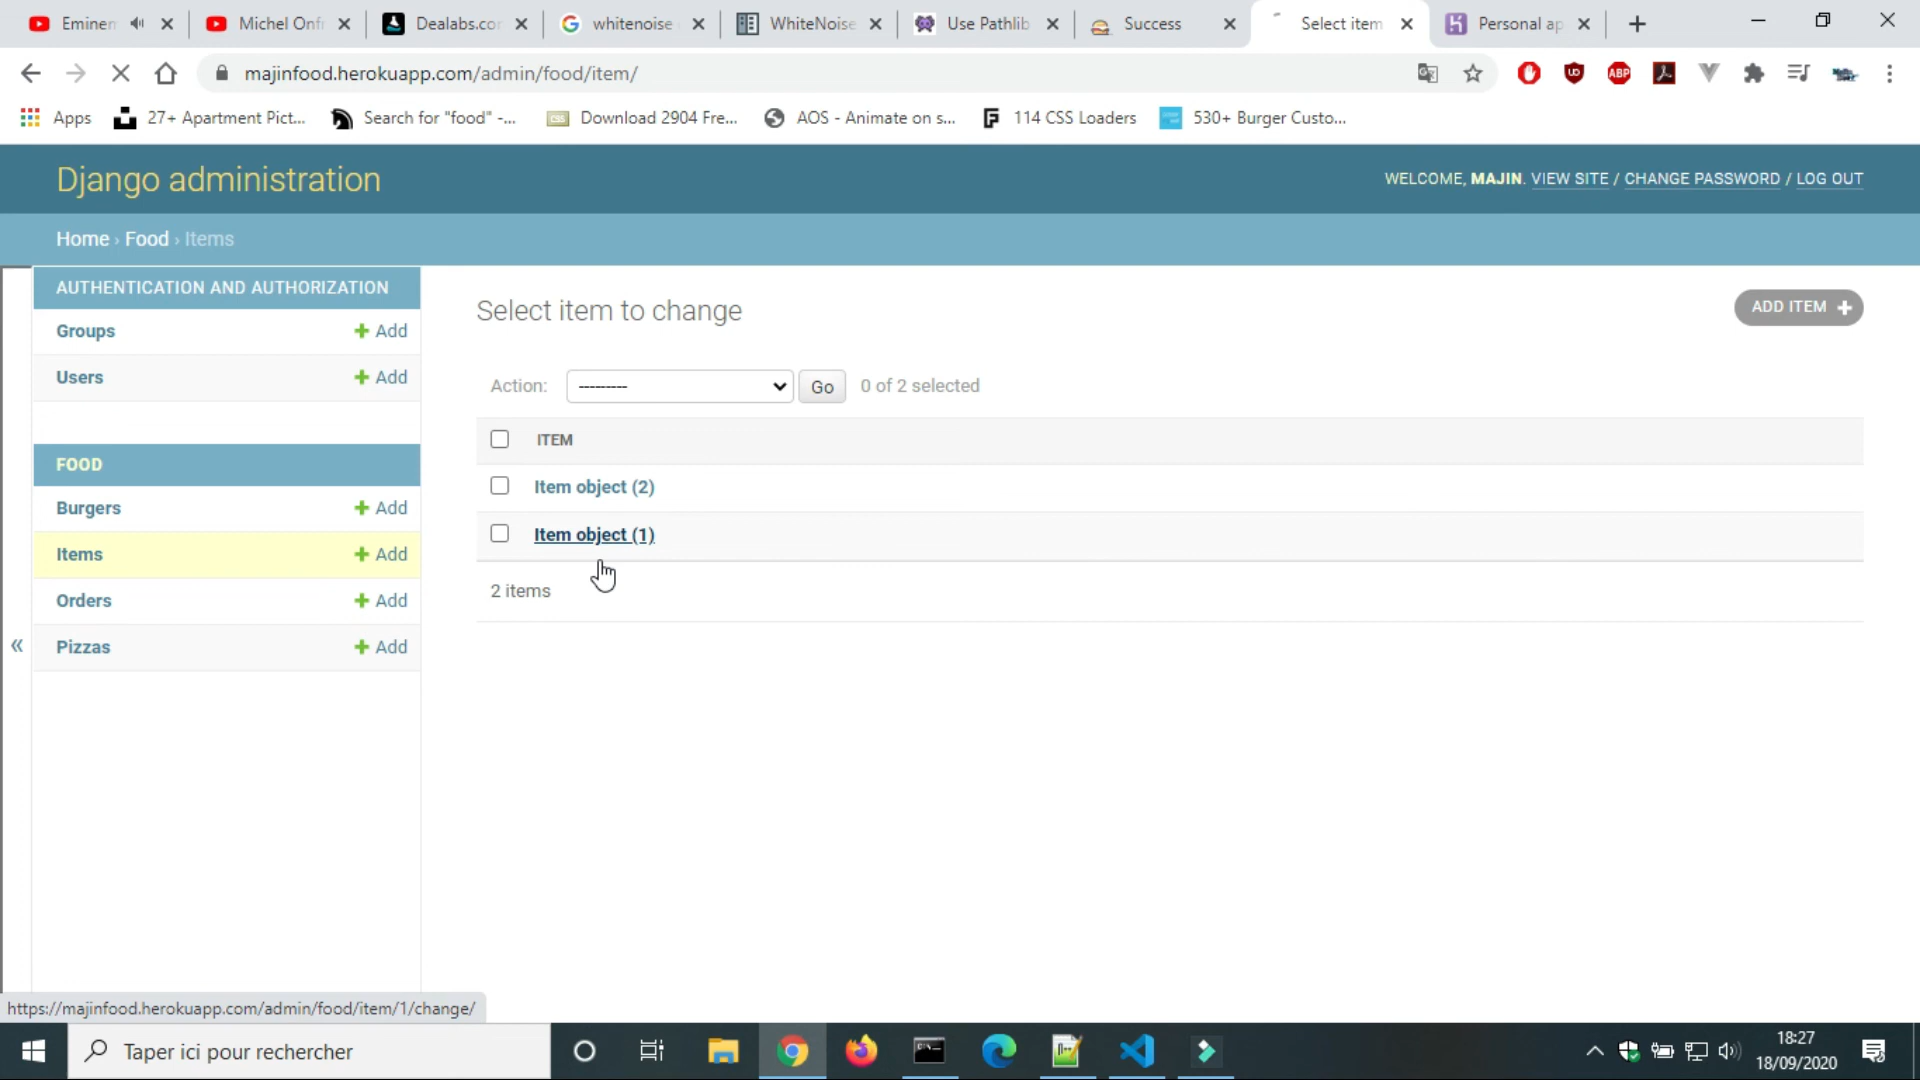 Eminem
Michel Onfr
Dealabs.cor
whitenoise
WhiteNoise
Use Pathlib
Success
Select item
Personal ap
majinfood.herokuapp.com/admin/food/item/
ABP
Apps
27+ Apartment Pict...
Search for "food" -...
Download 2904 Fre...
AOS - Animate on s...
114 CSS Loaders
530+ Burger Custo...
Django administration
WELCOME, MAJIN. VIEW SITE / CHANGE PASSWORD / LOG OUT
Home › Food › Items
AUTHENTICATION AND AUTHORIZATION
Groups + Add
Users + Add
FOOD
Burgers + Add
Items + Add
Orders + Add
Pizzas + Add
«
Select item to change
ADD ITEM +
Action: --------- Go 0 of 2 selected
ITEM
Item object (2)
Item object (1)
2 items
https://majinfood.herokuapp.com/admin/food/item/1/change/
Taper ici pour rechercher
18:27
18/09/2020